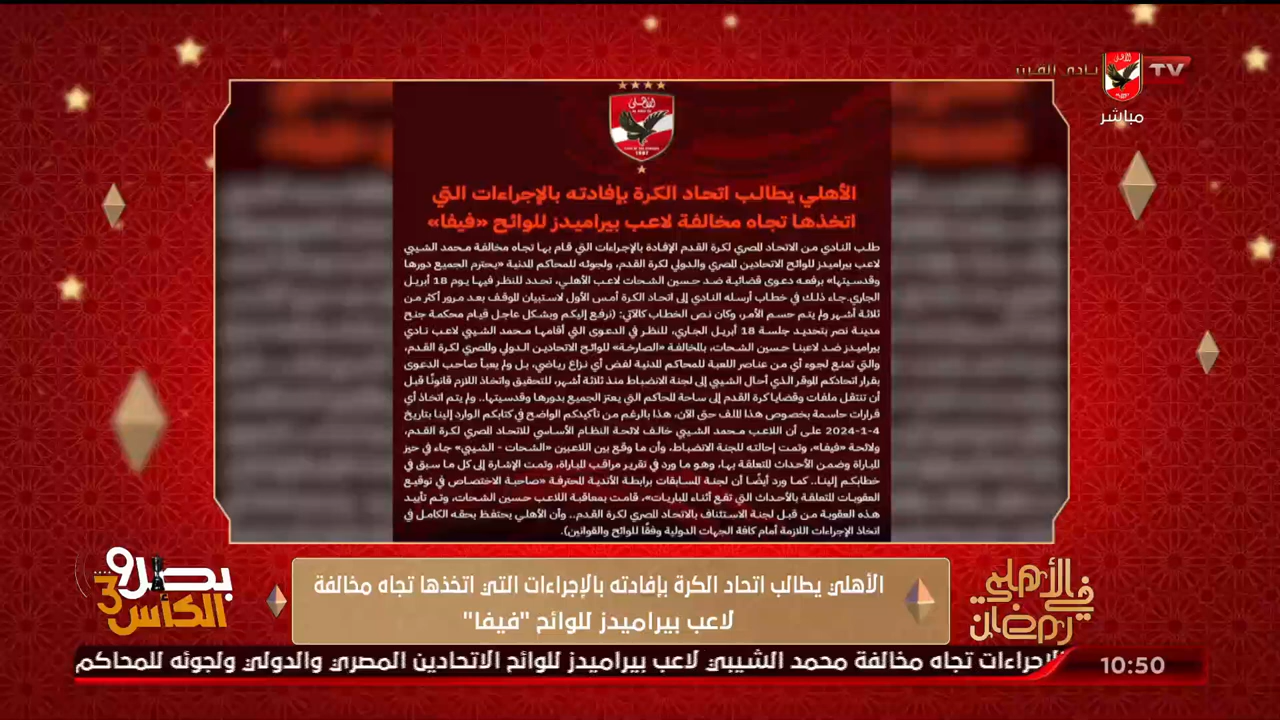 نادي القرن
TV
مباشر
الأهلي يطالب اتحاد الكرة بإفادته بالإجراءات التي
اتخذها تجاه مخالفة لاعب بيراميدز للوائح «فيفا»
طلب النادي من الاتحاد المصري لكرة القدم الإفادة بالإجراءات التي قام بها تجاه مخالفة محمد الشيبي
لاعب بيراميدز للوائح الاتحادين المصري والدولي لكرة القدم، ولجوئه للمحاكم المدنية «يحترم الجميع دورها
وقدسيتها» برفعه دعوى قضائية ضد حسين الشحات لاعب الأهلي، تحدد للنظر فيها يوم 18 أبريل
الجاري.جاء ذلك في خطاب أرسله النادي إلى اتحاد الكرة أمس الأول لاستبيان الموقف بعد مرور أكثر من
ثلاثة أشهر ولم يتم حسم الأمر، وكان نص الخطاب كالآتي: (نرفع إليكم وبشكل عاجل قيام محكمة جنح
مدينة نصر بتحديد جلسة 18 أبريل الجاري، للنظر في الدعوى التي أقامها محمد الشيبي لاعب نادي
بيراميدز ضد لاعبنا حسين الشحات، بالمخالفة «الصارخة» للوائح الاتحادين الدولي والمصري لكرة القدم،
والتي تمنع لجوء أي من عناصر اللعبة للمحاكم المدنية لفض أي نزاع رياضي، بل ولم يعبأ صاحب الدعوى
بقرار اتحادكم الموقر الذي أحال الشيبي إلى لجنة الانضباط منذ ثلاثة أشهر، للتحقيق واتخاذ اللازم قانونًا قبل
أن تنتقل ملفات وقضايا كرة القدم إلى ساحة المحاكم التي يعتز الجميع بدورها وقدسيتها.. ولم يتم اتخاذ أي
قرارات حاسمة بخصوص هذا الملف حتى الآن، هذا بالرغم من تأكيدكم الواضح في كتابكم الوارد إلينا بتاريخ
4-1-2024 على أن اللاعب محمد الشيبي خالف لائحة النظام الأساسي للاتحاد المصري لكرة القدم،
ولائحة «فيفا»، وتمت إحالته للجنة الانضباط، وأن ما وقع بين اللاعبين «الشحات - الشيبي» جاء في حيز
المباراة وضمن الأحداث المتعلقة بها، وهو ما ورد في تقرير مراقب المباراة، وتمت الإشارة إلى كل ما سبق في
خطابكم إلينا.. كما ورد أيضًا أن لجنة المسابقات برابطة الأندية المحترفة «صاحبة الاختصاص في توقيع
العقوبات المتعلقة بالأحداث التي تقع أثناء المباريات»، قامت بمعاقبة اللاعب حسين الشحات، وتم تأييد
هذه العقوبة من قبل لجنة الاستئناف بالاتحاد المصري لكرة القدم.. وأن الأهلي يحتفظ بحقه الكامل في
اتخاذ الإجراءات اللازمة أمام كافة الجهات الدولية وفقًا للوائح والقوانين).
الأهلي في رمضان
الأهلي يطالب اتحاد الكرة بإفادته بالإجراءات التي اتخذها تجاه مخالفة
لاعب بيراميدز للوائح "فيفا"
الكأس
10:50
الإجراءات تجاه مخالفة محمد الشيبي لاعب بيراميدز للوائح الاتحادين المصري والدولي ولجوئه للمحاكم